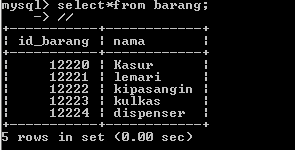 mysql> select*from barang;
    -> //
+-----------+------------+
| id_barang | nama       |
+-----------+------------+
|     12220 | Kasur      |
|     12221 | lemari     |
|     12222 | kipasangin |
|     12223 | kulkas     |
|     12224 | dispenser  |
+-----------+------------+
5 rows in set (0.00 sec)